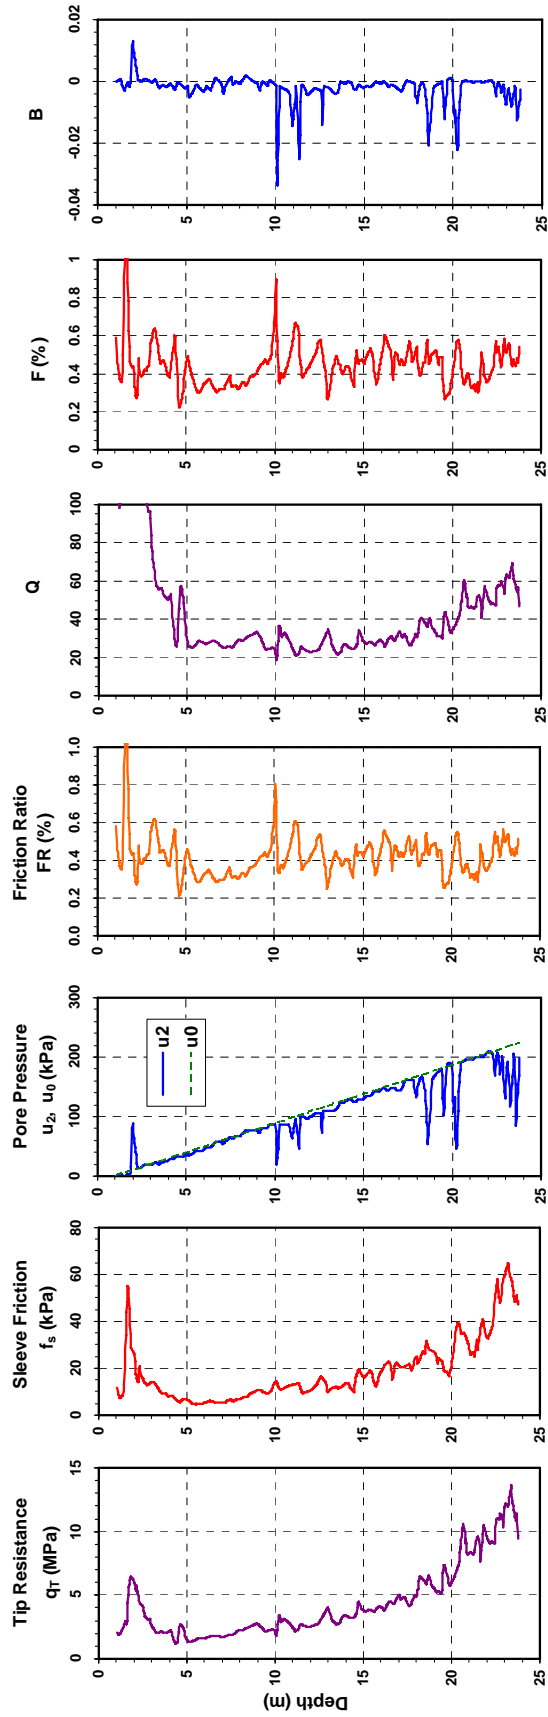 Tip Resistance
qT (MPa)
0 5 10 15
Depth (m)
0
5
10
15
20
25
Sleeve Friction
fs (kPa)
0 20 40 60 80
0
5
10
15
20
25
Pore Pressure
u2, u0 (kPa)
0 100 200 300
0
5
10
15
20
25
u2
u0
Friction Ratio
FR (%)
0.0 0.2 0.4 0.6 0.8 1.0
0
5
10
15
20
25
Q
0 20 40 60 80 100
0
5
10
15
20
25
F (%)
0 0.2 0.4 0.6 0.8 1
0
5
10
15
20
25
B
-0.04 -0.02 0 0.02
0
5
10
15
20
25